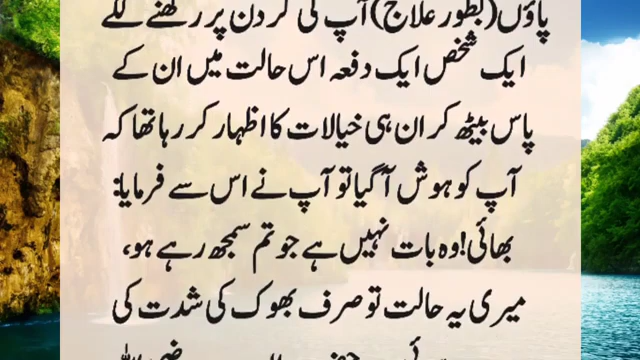 پاؤں (بطور علاج) آپ کی گردن پر رکھنے لگے
ایک شخص ایک دفعہ اس حالت میں ان کے
پاس بیٹھ کر ان ہی خیالات کا اظہار کر رہا تھا کہ
آپ کو ہوش آ گیا تو آپ نے اس سے فرمایا:
بھائی! وہ بات نہیں ہے جو تم سمجھ رہے ہو،
میری یہ حالت تو صرف بھوک کی شدت کی